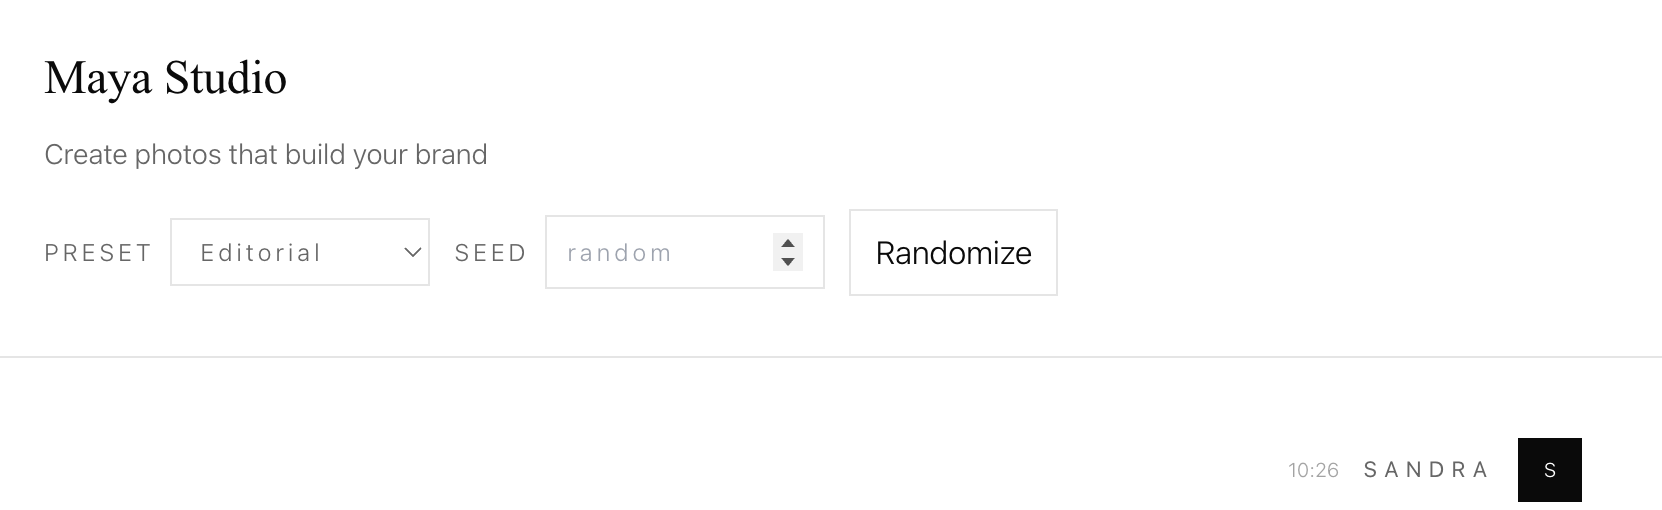 Maya Studio
Create photos that build your brand
PRESET Editorial SEED random Randomize
10:26 SANDRA S